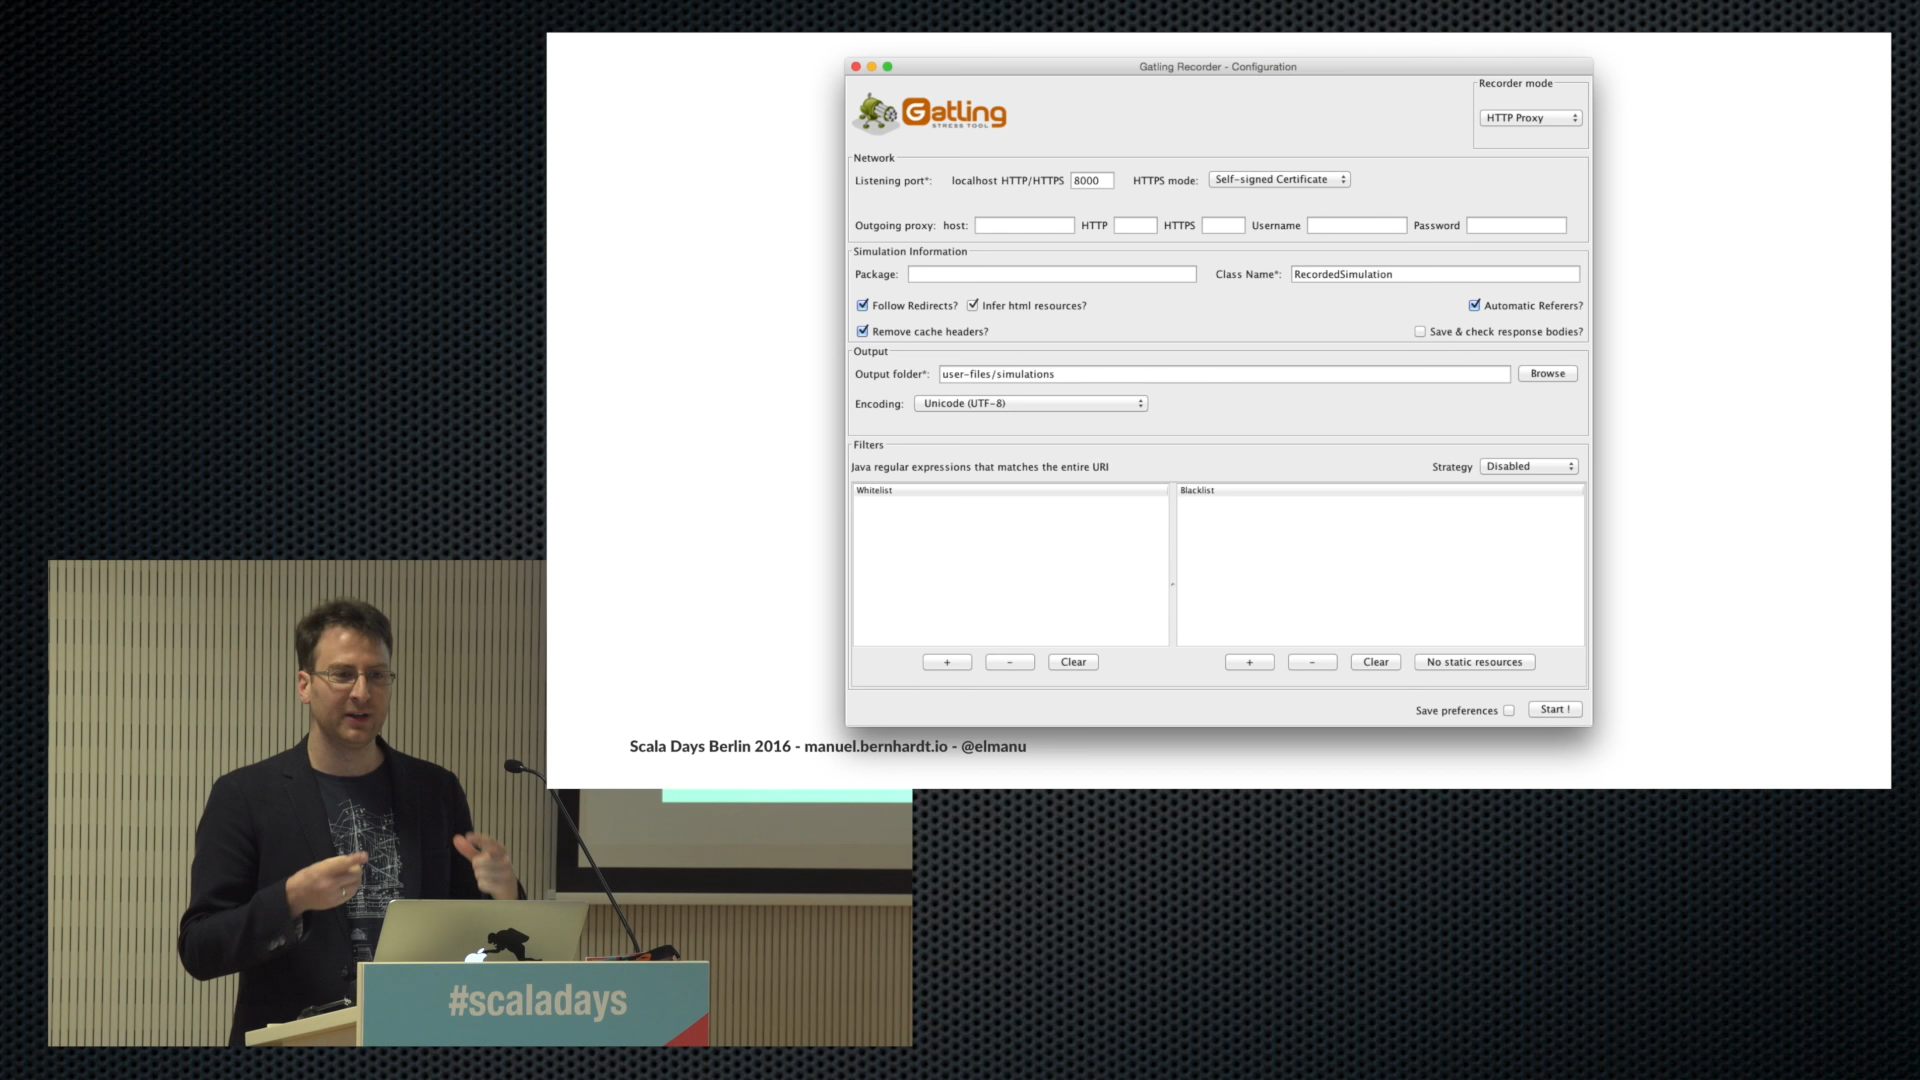 Gatling Recorder - Configuration
Recorder mode
Gatling
STRESS TOOL
HTTP Proxy
Network
Listening port*: localhost HTTP/HTTPS 8000 HTTPS mode: Self-signed Certificate
Outgoing proxy: host: HTTP HTTPS Username Password
Simulation Information
Package: Class Name*: RecordedSimulation
Follow Redirects? Infer html resources? Automatic Referers?
Remove cache headers? Save & check response bodies?
Output
Output folder*: user-files/simulations Browse
Encoding: Unicode (UTF-8)
Filters
Java regular expressions that matches the entire URI Strategy Disabled
Whitelist Blacklist
+ - Clear + - Clear No static resources
Save preferences Start !
Scala Days Berlin 2016 - manuel.bernhardt.io - @elmanu
#scaladays